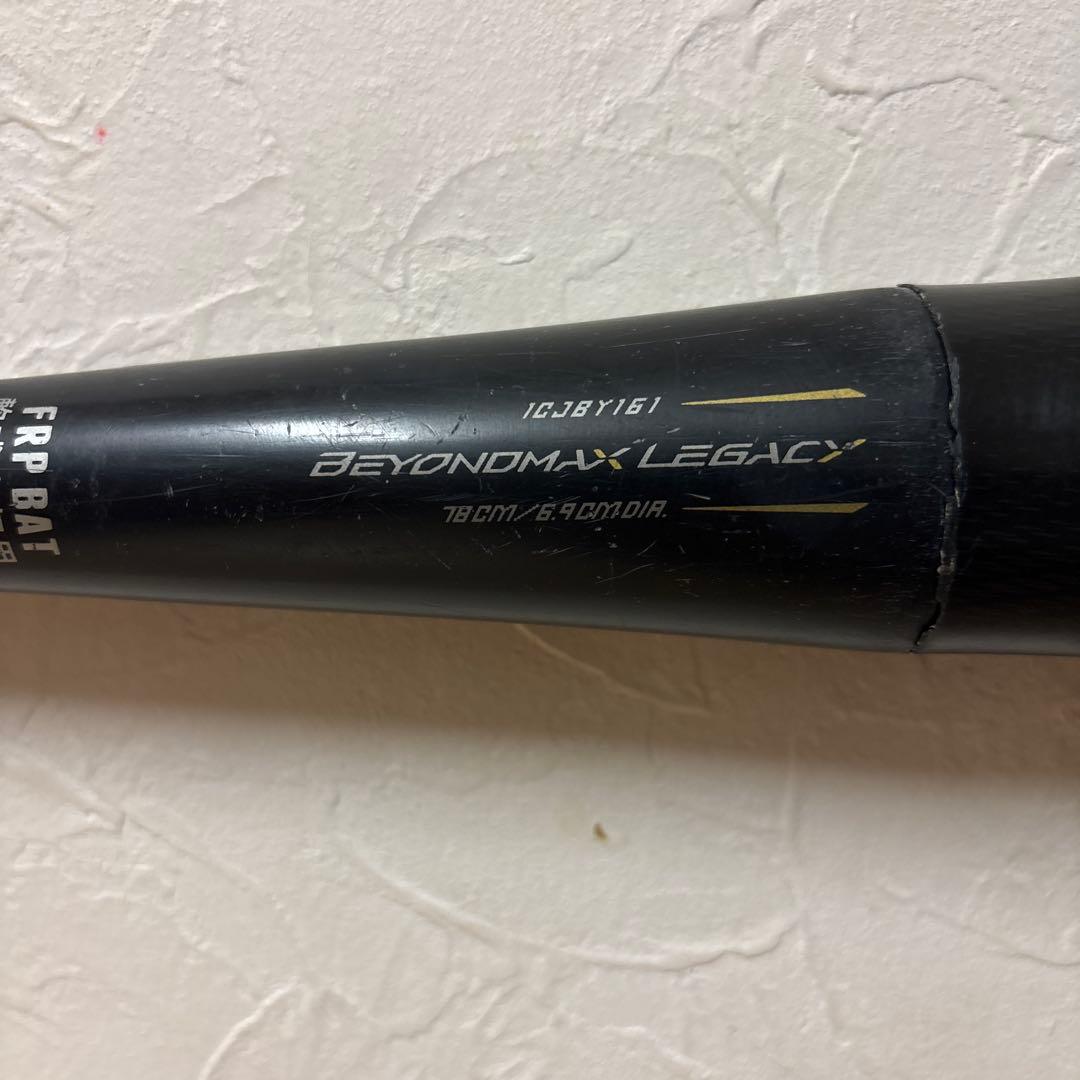 FRP BAT
1CJBY161
BEYONDMAX LEGACY
78CM/6.9CM.DIA.